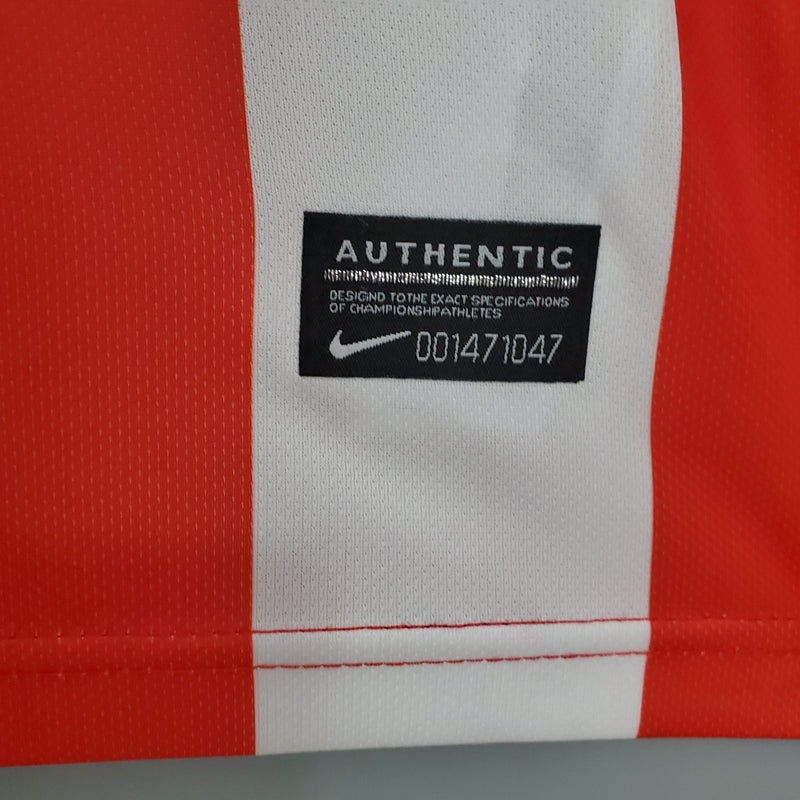 AUTHENTIC
DESIGND TO THE EXACT SPECIFICATIONS
OF CHAMPIONSHIPATHLETES
001471047